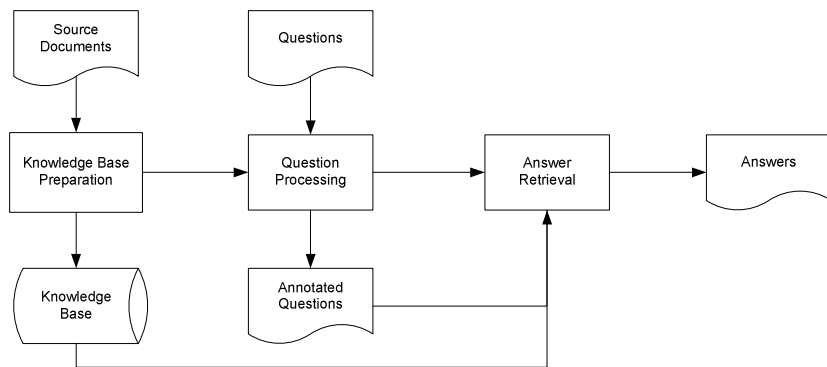 Source
Documents
Questions
Knowledge Base
Preparation
Question
Processing
Answer
Retrieval
Answers
Knowledge
Base
Annotated
Questions